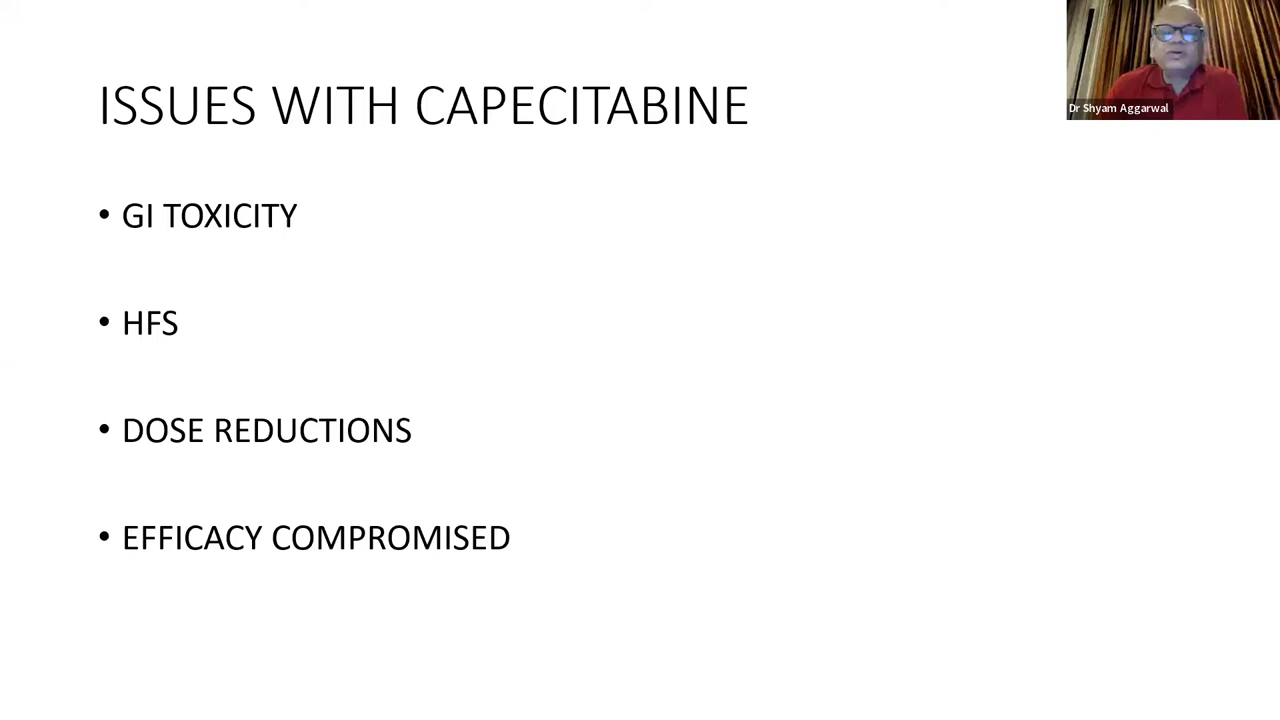 ISSUES WITH CAPECITABINE
Dr Shyam Aggarwal
• GI TOXICITY
• HFS
• DOSE REDUCTIONS
• EFFICACY COMPROMISED